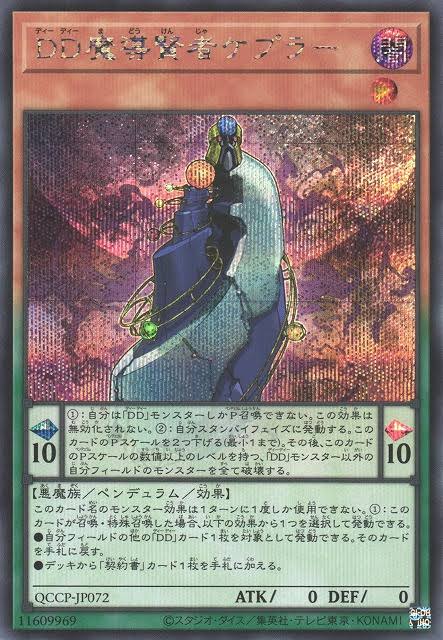 DD魔導賢者ケプラー
闇
①:自分は「DD」モンスターしかP召喚できない。この効果は
無効化されない。②:自分スタンバイフェイズに発動する。この
カードのPスケールを2つ下げる(最小1まで)。その後、このカード
のPスケールの数値以上のレベルを持つ、「DD」モンスター以外の
自分フィールドのモンスターを全て破壊する。
10
10
【悪魔族/ペンデュラム/効果】
このカード名のモンスター効果は1ターンに1度しか使用できない。①:この
カードが召喚・特殊召喚した場合、以下の効果から1つを選択して発動できる。
●自分フィールドの他の「DD」カード1枚を対象として発動できる。そのカード
を手札に戻す。
●デッキから「契約書」カード1枚を手札に加える。
QCCP-JP072
ATK/ 0 DEF/ 0
11609969
©スタジオ・ダイス/集英社・テレビ東京・KONAMI